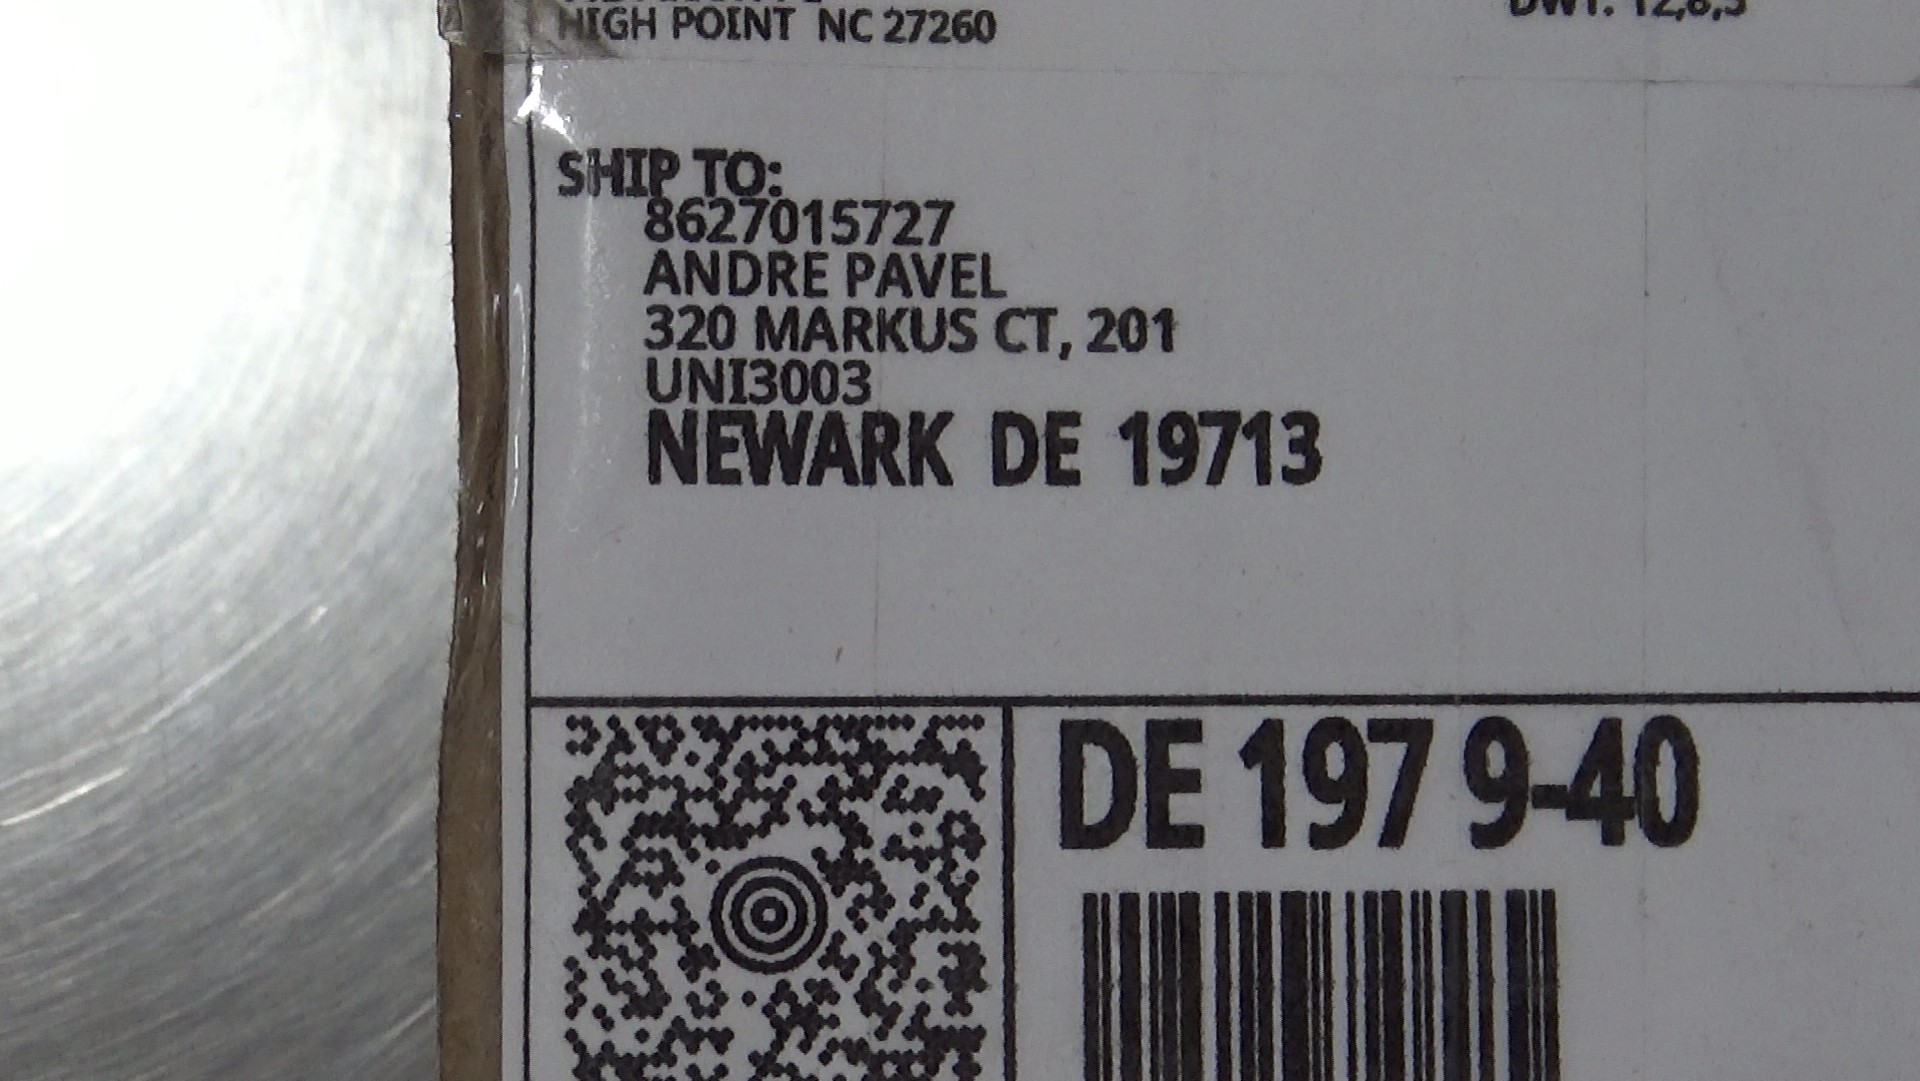 HIGH POINT NC 27260
SHIP TO:
8627015727
ANDRE PAVEL
320 MARKUS CT, 201
UNI3003
NEWARK DE 19713
DE 197 9-40